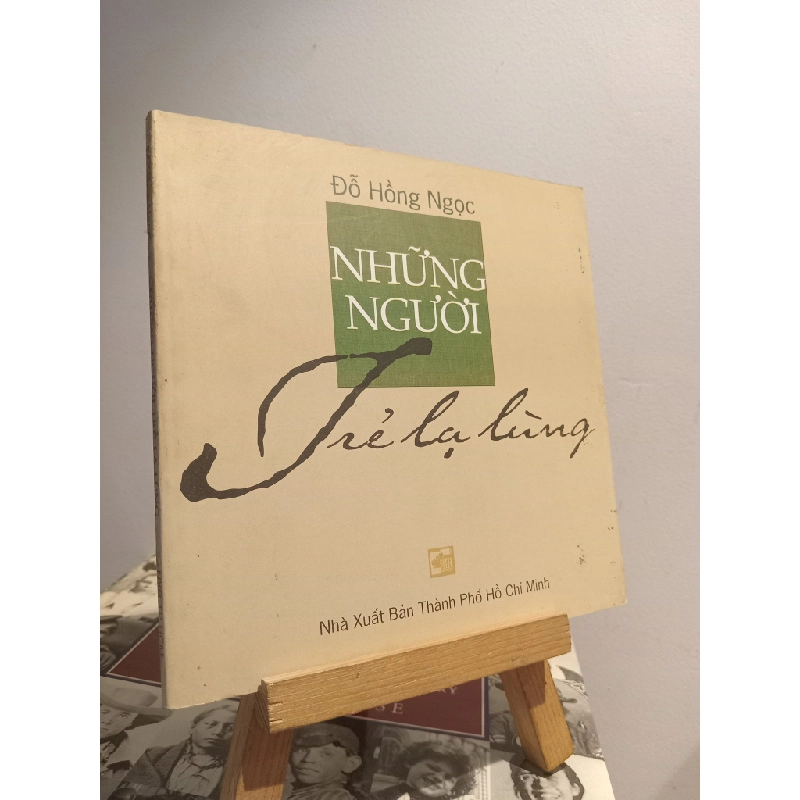 Đỗ Hồng Ngọc
NHỮNG
NGƯỜI
Trẻ lạ lùng
Nhà Xuất Bản Thành Phố Hồ Chí Minh